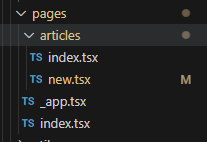 pages
articles
TS index.tsx
TS new.tsx M
TS _app.tsx
TS index.tsx